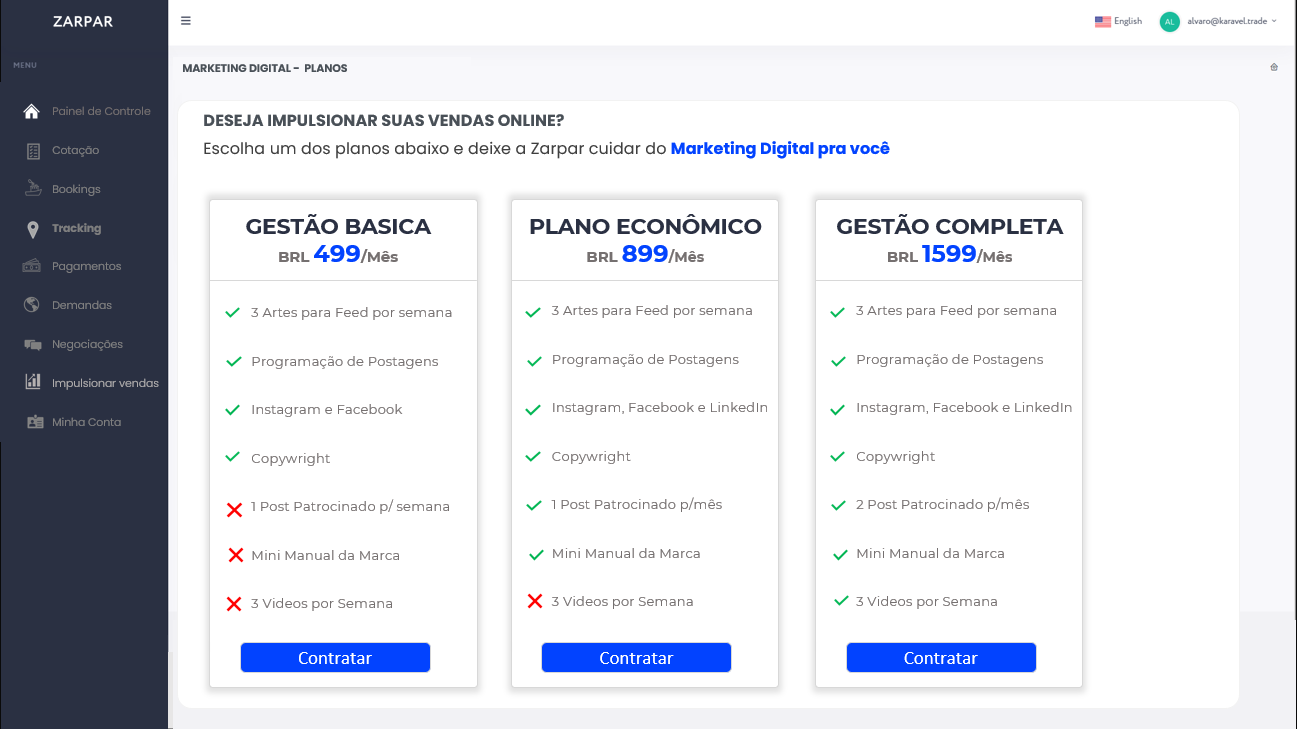 ZARPAR
English
AL
alvaro@karavel.trade
MENU
MARKETING DIGITAL - PLANOS
Painel de Controle
Cotação
Bookings
Tracking
Pagamentos
Demandas
Negociações
Impulsionar vendas
Minha Conta
DESEJA IMPULSIONAR SUAS VENDAS ONLINE?
Escolha um dos planos abaixo e deixe a Zarpar cuidar do Marketing Digital pra você
GESTÃO BASICA
BRL 499/Mês
3 Artes para Feed por semana
Programação de Postagens
Instagram e Facebook
Copywright
1 Post Patrocinado p/ semana
Mini Manual da Marca
3 Videos por Semana
Contratar
PLANO ECONÔMICO
BRL 899/Mês
3 Artes para Feed por semana
Programação de Postagens
Instagram, Facebook e LinkedIn
Copywright
1 Post Patrocinado p/mês
Mini Manual da Marca
3 Videos por Semana
Contratar
GESTÃO COMPLETA
BRL 1599/Mês
3 Artes para Feed por semana
Programação de Postagens
Instagram, Facebook e LinkedIn
Copywright
2 Post Patrocinado p/mês
Mini Manual da Marca
3 Videos por Semana
Contratar